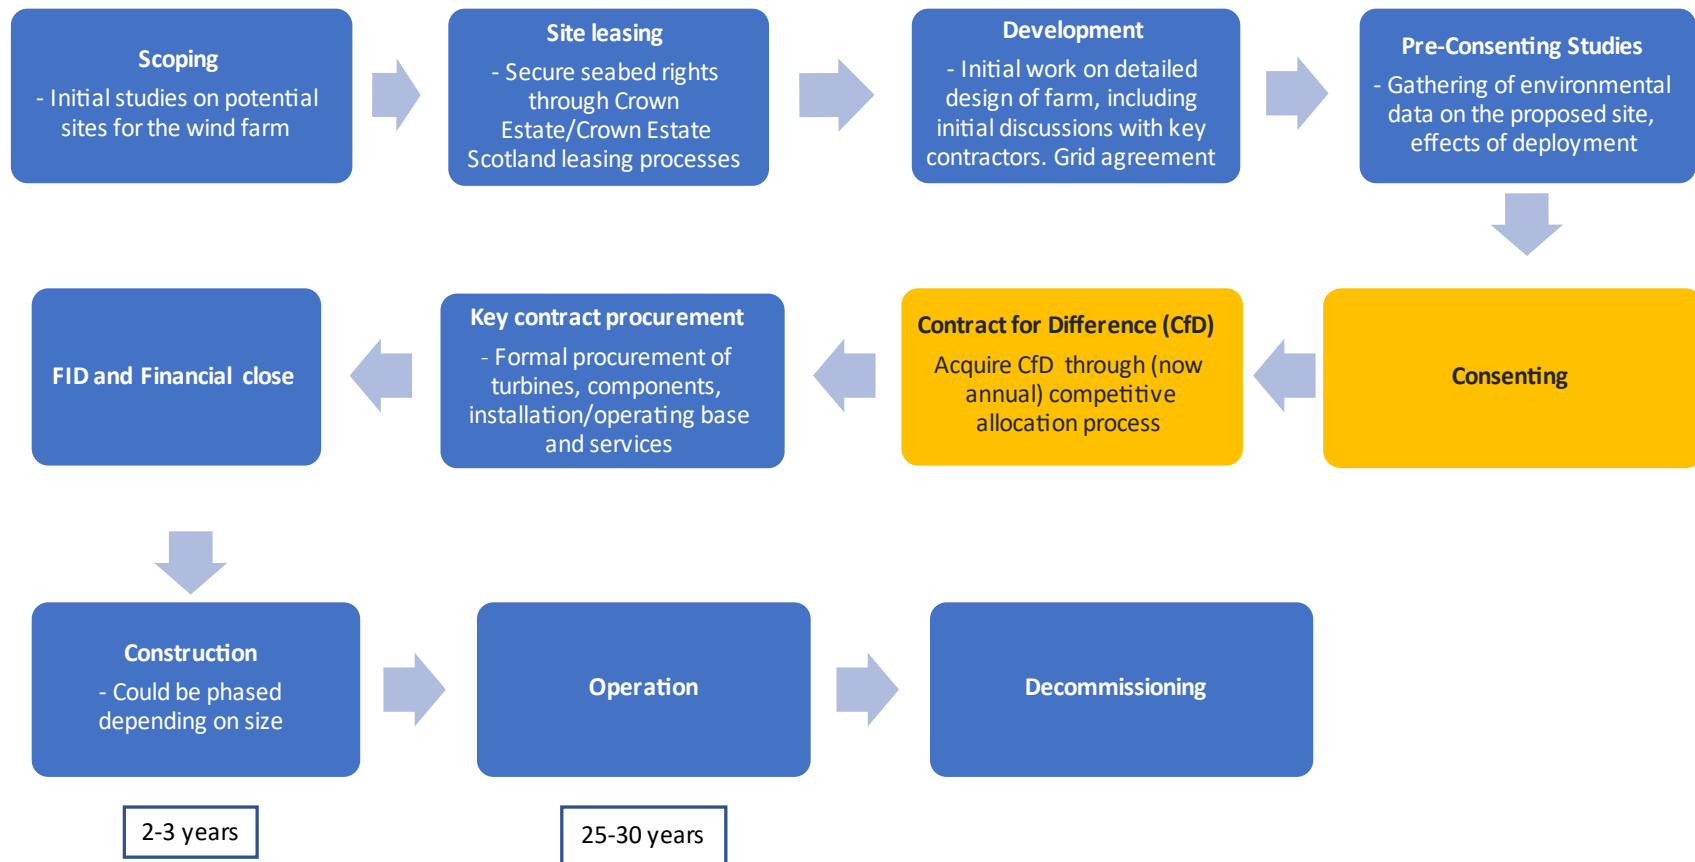 Scoping
- Initial studies on potential
sites for the wind farm
Site leasing
- Secure seabed rights
through Crown
Estate/Crown Estate
Scotland leasing processes
Development
- Initial work on detailed
design of farm, including
initial discussions with key
contractors. Grid agreement
Pre-Consenting Studies
- Gathering of environmental
data on the proposed site,
effects of deployment
Consenting
Contract for Difference (CfD)
Acquire CfD through (now
annual) competitive
allocation process
Key contract procurement
- Formal procurement of
turbines, components,
installation/operating base
and services
FID and Financial close
Construction
- Could be phased
depending on size
Operation
Decommissioning
2-3 years
25-30 years